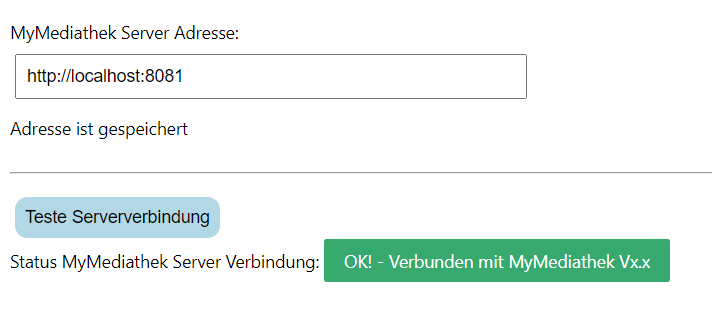 MyMediathek Server Adresse:
http://localhost:8081
Adresse ist gespeichert
Teste Serververbindung
Status MyMediathek Server Verbindung: OK! - Verbunden mit MyMediathek Vx.x